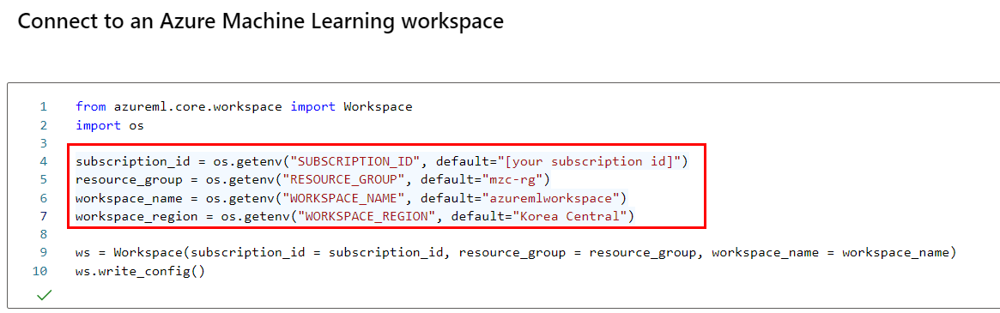 Connect to an Azure Machine Learning workspace
1 from azureml.core.workspace import Workspace
2 import os
3
4 subscription_id = os.getenv("SUBSCRIPTION_ID", default="[your subscription id]")
5 resource_group = os.getenv("RESOURCE_GROUP", default="mzc-rg")
6 workspace_name = os.getenv("WORKSPACE_NAME", default="azuremlworkspace")
7 workspace_region = os.getenv("WORKSPACE_REGION", default="Korea Central")
8
9 ws = Workspace(subscription_id = subscription_id, resource_group = resource_group, workspace_name = workspace_name)
10 ws.write_config()